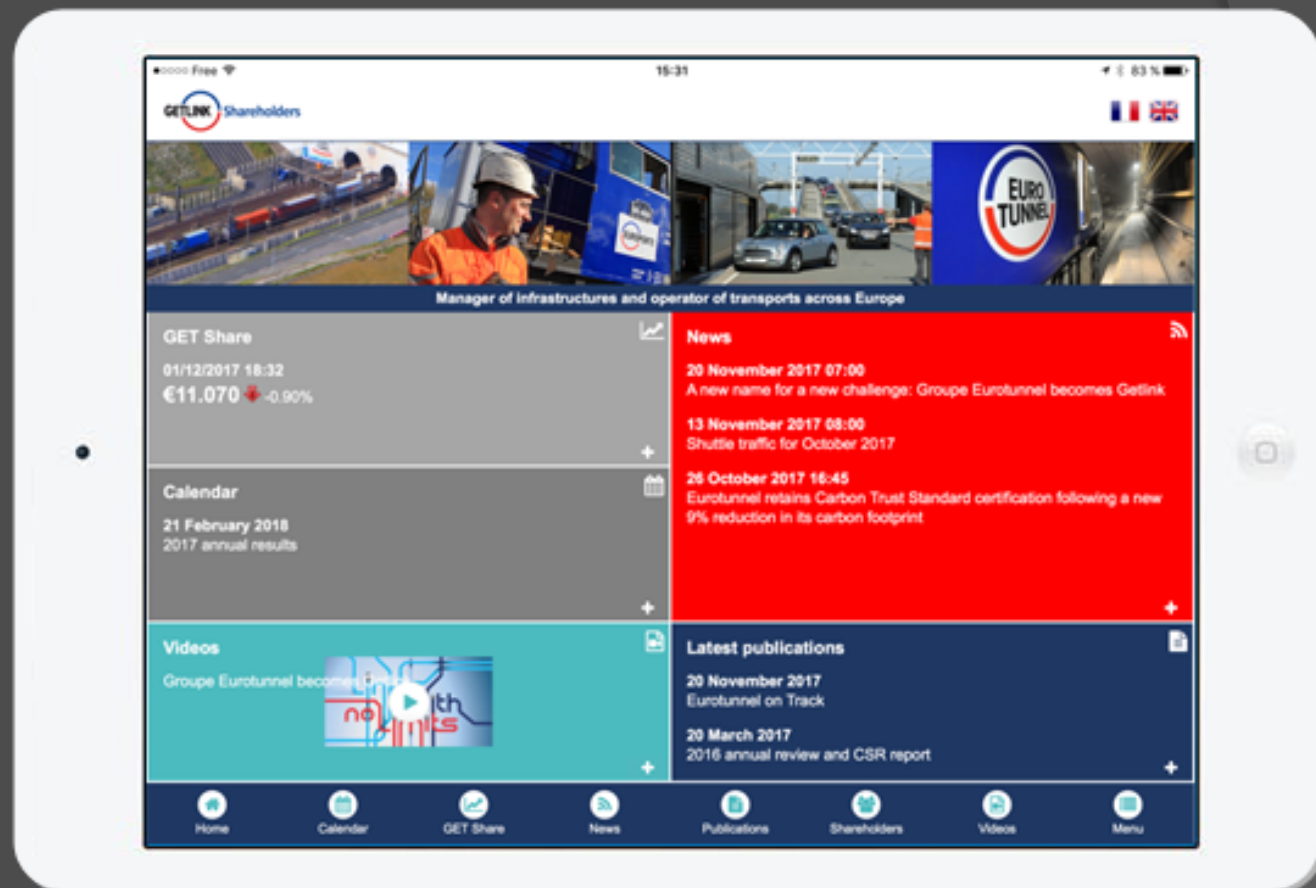 Free
15:31
83 %
GETLINK Shareholders
EURO
TUNNEL
Manager of infrastructures and operator of transports across Europe
GET Share
01/12/2017 18:32
€11.070 -0.90%
Calendar
21 February 2018
2017 annual results
Videos
Groupe Eurotunnel becomes
News
20 November 2017 07:00
A new name for a new challenge: Groupe Eurotunnel becomes Getlink
13 November 2017 08:00
Shuttle traffic for October 2017
26 October 2017 16:45
Eurotunnel retains Carbon Trust Standard certification following a new
9% reduction in its carbon footprint
Latest publications
20 November 2017
Eurotunnel on Track
20 March 2017
2016 annual review and CSR report
Home
Calendar
GET Share
News
Publications
Shareholders
Videos
Menu